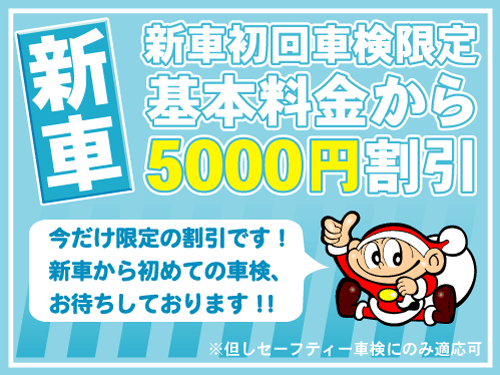 新車
新車初回車検限定
基本料金から
5000円割引
今だけ限定の割引です！
新車から初めての車検、
お待ちしております!!
※但しセーフティー車検にのみ適応可